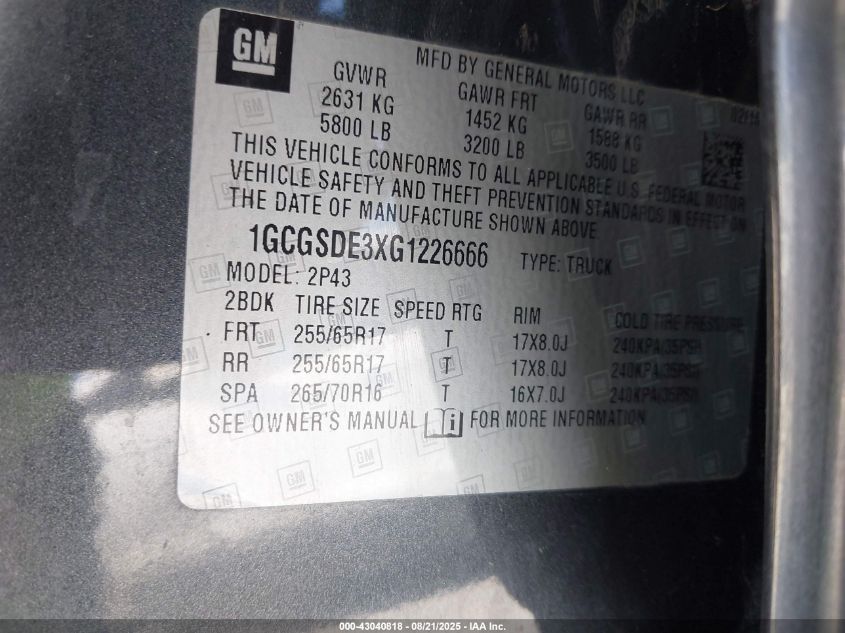 GM
MFD BY GENERAL MOTORS LLC
GVWR GAWR FRT GAWR RR
2631 KG 1452 KG 1588 KG
5800 LB 3200 LB 3500 LB
THIS VEHICLE CONFORMS TO ALL APPLICABLE U.S. FEDERAL MOTOR
VEHICLE SAFETY AND THEFT PREVENTION STANDARDS IN EFFECT ON
THE DATE OF MANUFACTURE SHOWN ABOVE.
1GCGSDE3XG1226666 TYPE: TRUCK
MODEL: 2P43
2BDK TIRE SIZE SPEED RTG RIM COLD TIRE PRESSURE
FRT 255/65R17 T 17X8.0J 240KPA/35PSI
RR 255/65R17 T 17X8.0J 240KPA/35PSI
SPA 265/70R16 T 16X7.0J 240KPA/35PSI
SEE OWNER'S MANUAL i FOR MORE INFORMATION
000-43040818 - 08/21/2025 - IAA Inc.